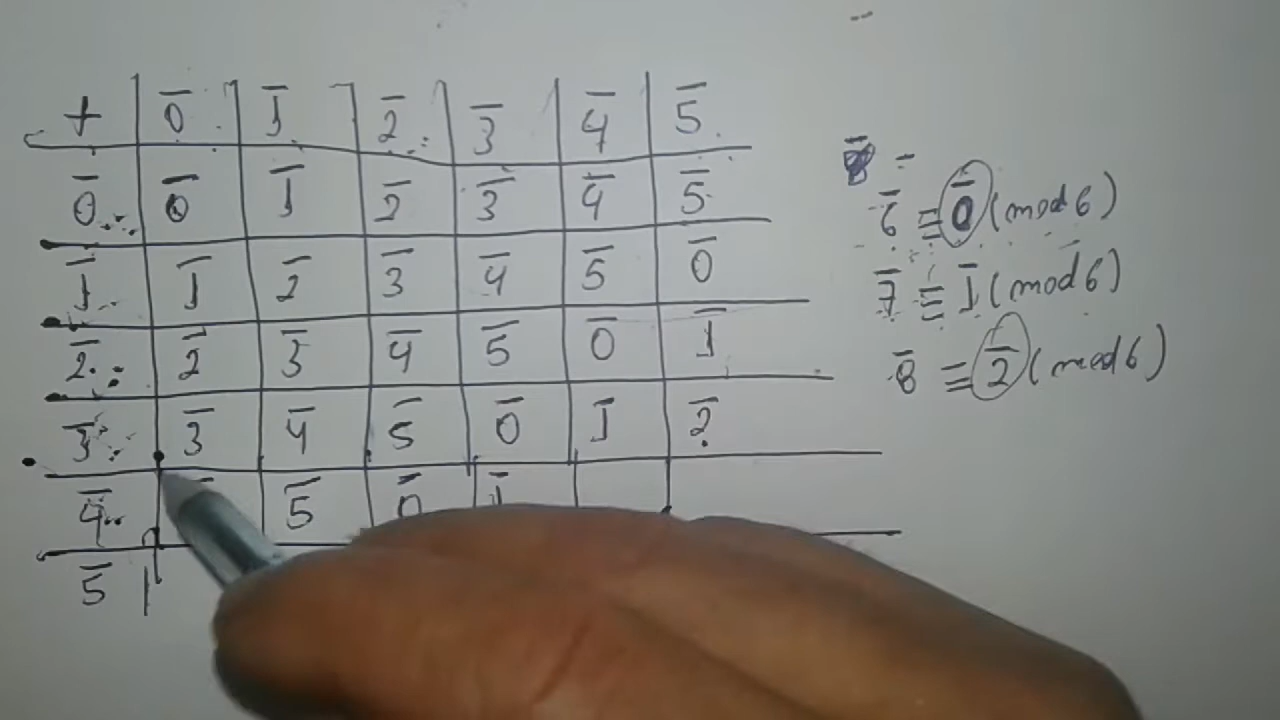 + 0̅ 1̅ 2̅ 3̅ 4̅ 5̅
0̅ 0̅ 1̅ 2̅ 3̅ 4̅ 5̅
1̅ 1̅ 2̅ 3̅ 4̅ 5̅ 0̅
2̅ 2̅ 3̅ 4̅ 5̅ 0̅ 1̅
3̅ 3̅ 4̅ 5̅ 0̅ 1̅ 2̅
4̅ 5̅ 0̅ 1̅
5̅
6̅ ≡ 0̅ (mod 6)
7̅ ≡ 1̅ (mod 6)
8̅ ≡ 2̅ (mod 6)